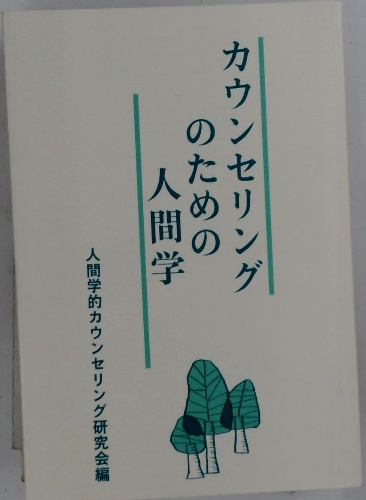 カウンセリング
のための
人間学
人間学的カウンセリング研究会編